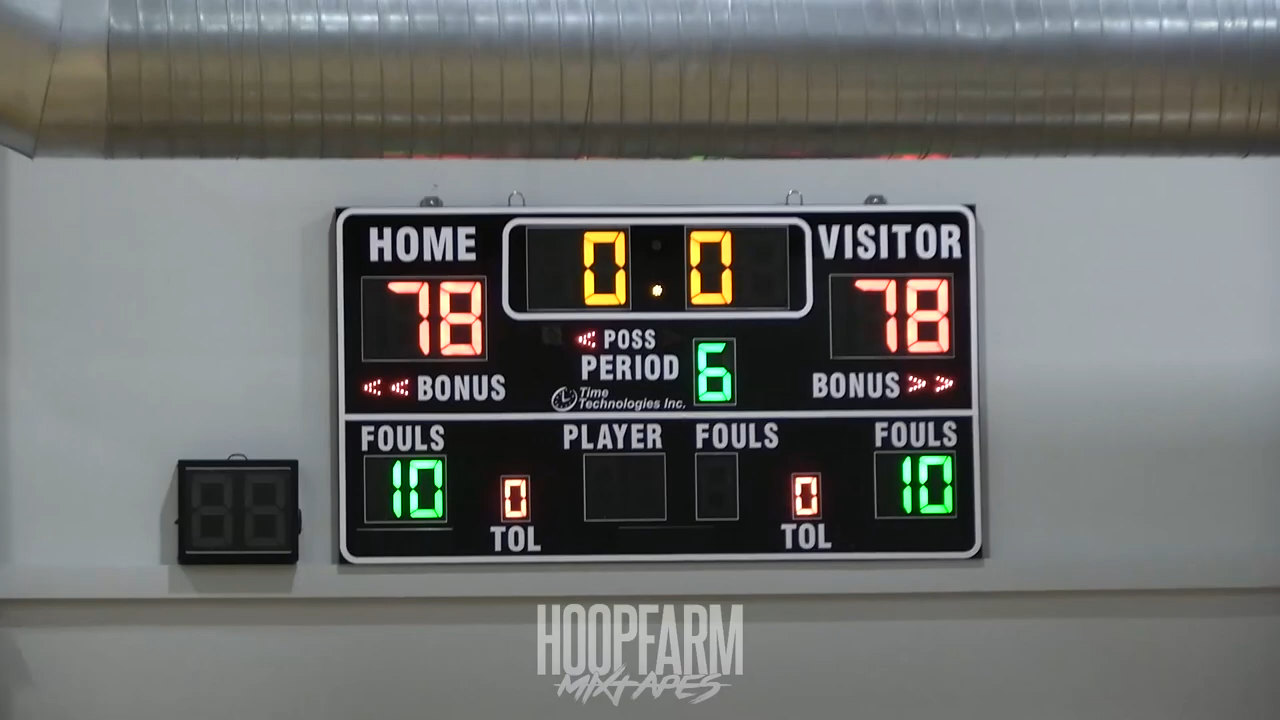 HOME
0.0
VISITOR
78
78
POSS
PERIOD
6
BONUS
BONUS
Time
Technologies Inc.
FOULS
PLAYER
FOULS
FOULS
10
0
0
10
TOL
TOL
HOOPFARM
MIXTAPES